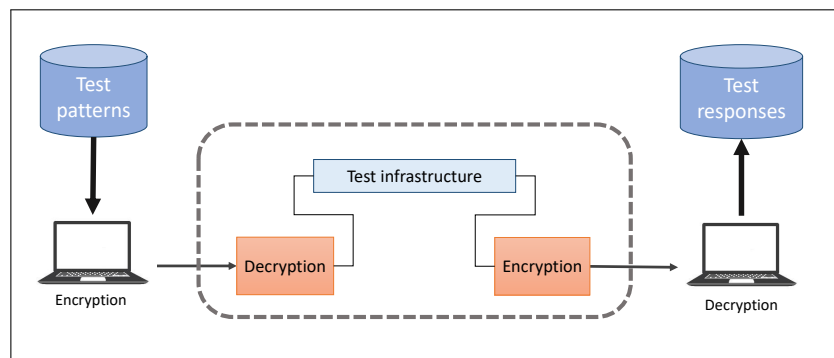 Test
patterns
Test
responses
Test infrastructure
Decryption
Encryption
Encryption
Decryption